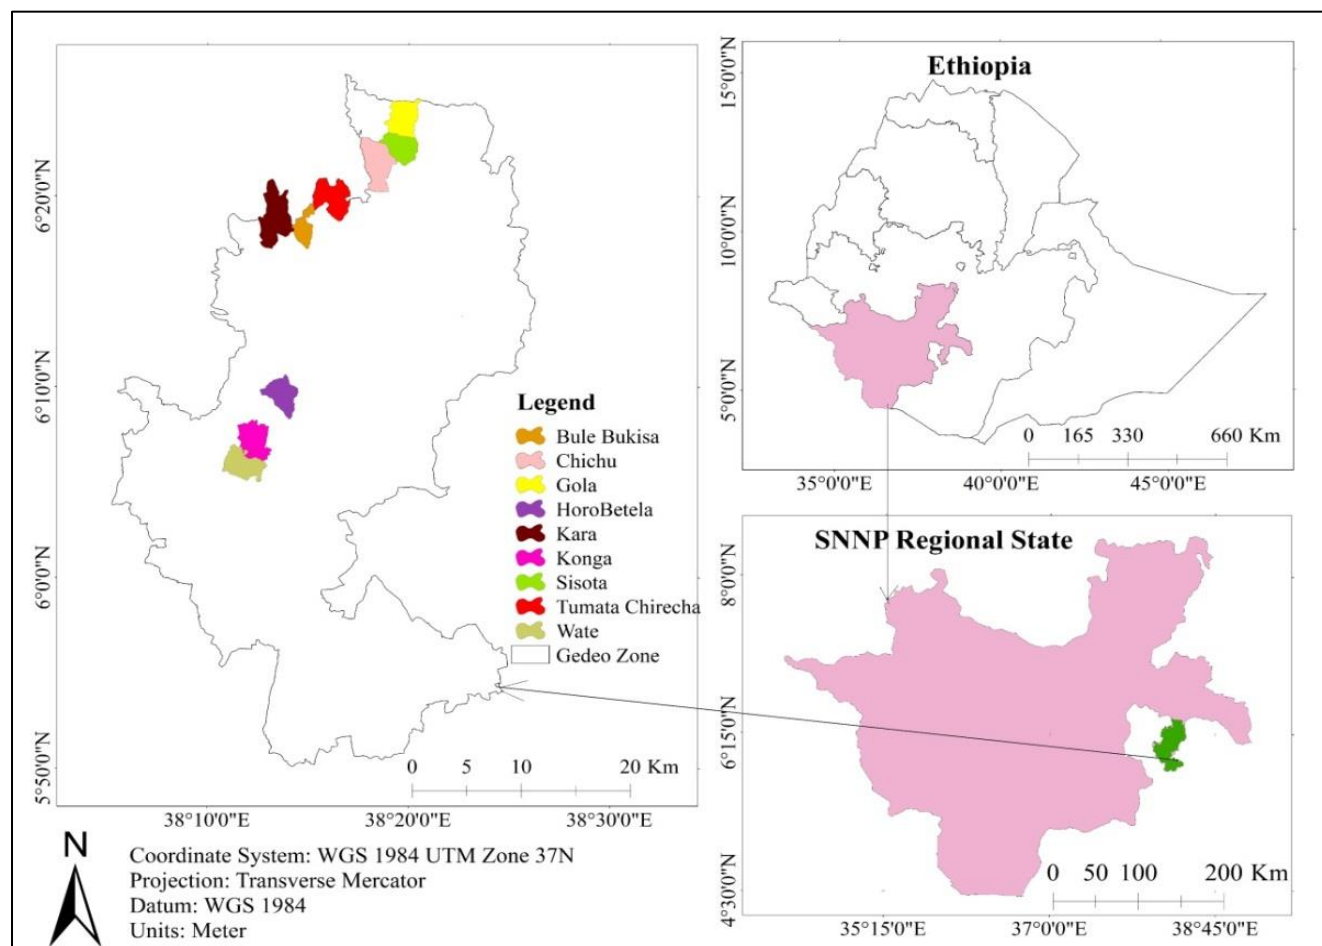 6°20'0"N
6°10'0"N
6°0'0"N
5°50'0"N
38°10'0"E
38°20'0"E
38°30'0"E
Legend
Bule Bukisa
Chichu
Gola
HoroBetela
Kara
Konga
Sisota
Tumata Chirecha
Wate
Gedeo Zone
0 5 10 20 Km
Ethiopia
15°0'0"N
10°0'0"N
5°0'0"N
0 165 330 660 Km
35°0'0"E
40°0'0"E
45°0'0"E
SNNP Regional State
8°0'0"N
6°15'0"N
4°30'0"N
0 50 100 200 Km
35°15'0"E
37°0'0"E
38°45'0"E
N
Coordinate System: WGS 1984 UTM Zone 37N
Projection: Transverse Mercator
Datum: WGS 1984
Units: Meter